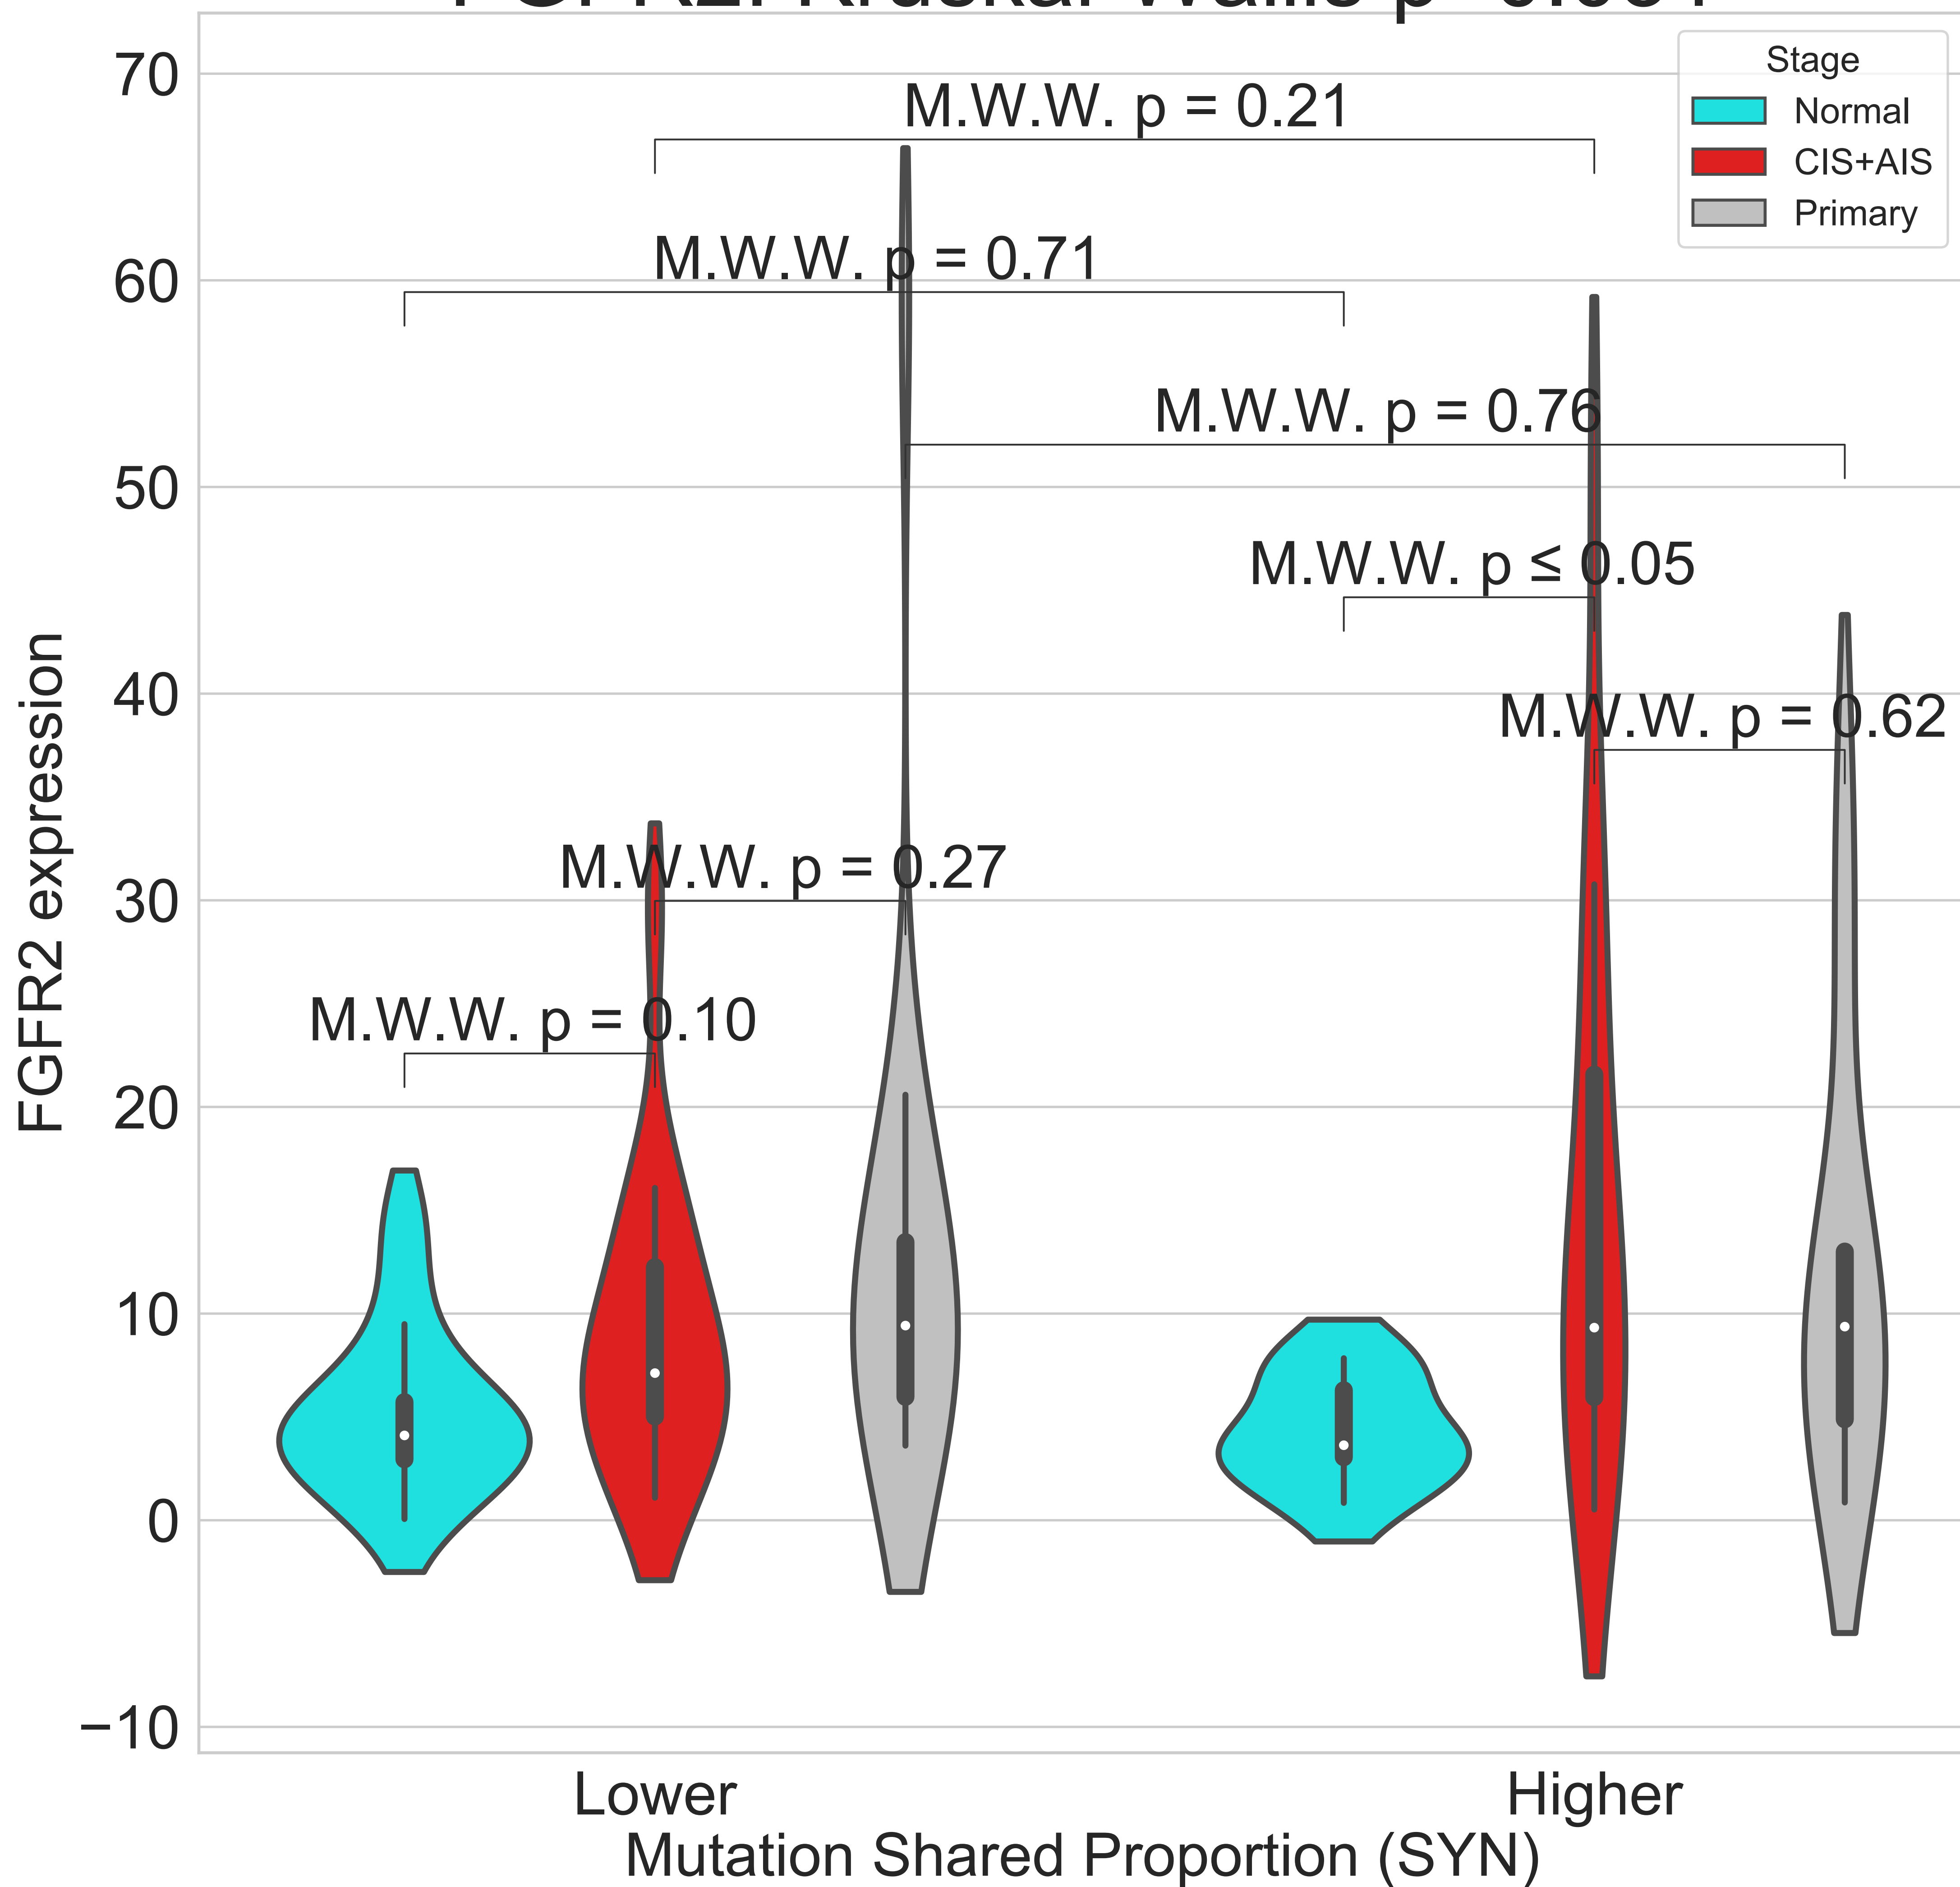 70
60
50
40
30
20
10
0
−10
FGFR2 expression
M.W.W. p = 0.21
M.W.W. p = 0.71
M.W.W. p = 0.76
M.W.W. p ≤ 0.05
M.W.W. p = 0.62
M.W.W. p = 0.27
M.W.W. p = 0.10
Stage
Normal
CIS+AIS
Primary
Lower
Higher
Mutation Shared Proportion (SYN)